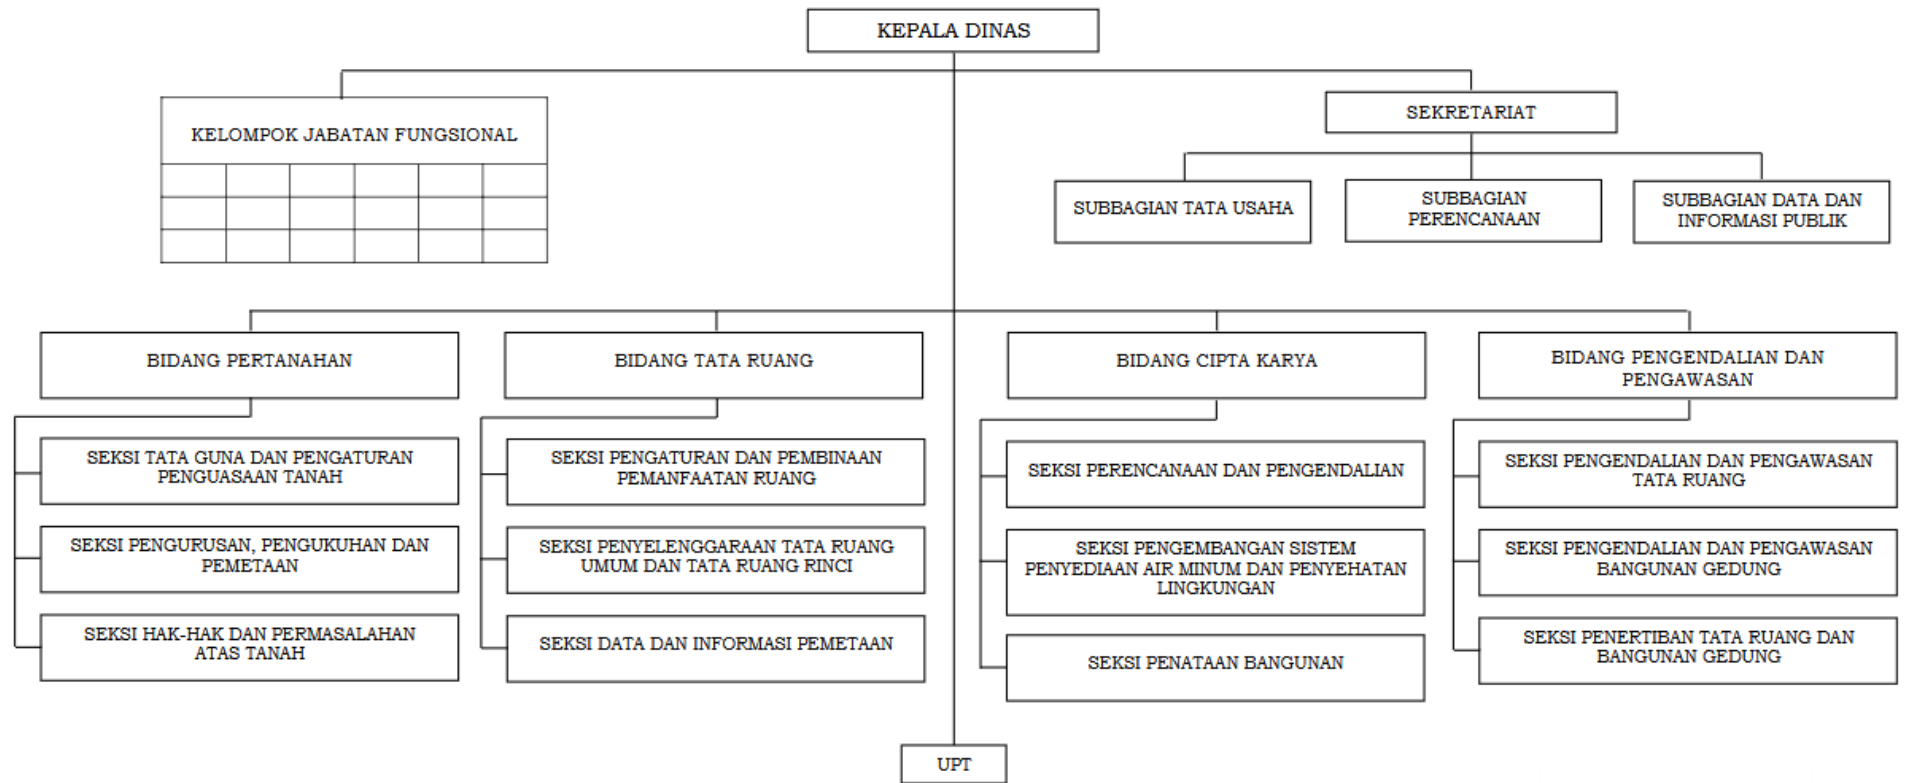 KEPALA DINAS
KELOMPOK JABATAN FUNGSIONAL
SEKRETARIAT
SUBBAGIAN TATA USAHA
SUBBAGIAN
PERENCANAAN
SUBBAGIAN DATA DAN
INFORMASI PUBLIK
BIDANG PERTANAHAN
SEKSI TATA GUNA DAN PENGATURAN
PENGUASAAN TANAH
SEKSI PENGURUSAN, PENGUKUHAN DAN
PEMETAAN
SEKSI HAK-HAK DAN PERMASALAHAN
ATAS TANAH
BIDANG TATA RUANG
SEKSI PENGATURAN DAN PEMBINAAN
PEMANFAATAN RUANG
SEKSI PENYELENGGARAAN TATA RUANG
UMUM DAN TATA RUANG RINCI
SEKSI DATA DAN INFORMASI PEMETAAN
BIDANG CIPTA KARYA
SEKSI PERENCANAAN DAN PENGENDALIAN
SEKSI PENGEMBANGAN SISTEM
PENYEDIAAN AIR MINUM DAN PENYEHATAN
LINGKUNGAN
SEKSI PENATAAN BANGUNAN
BIDANG PENGENDALIAN DAN
PENGAWASAN
SEKSI PENGENDALIAN DAN PENGAWASAN
TATA RUANG
SEKSI PENGENDALIAN DAN PENGAWASAN
BANGUNAN GEDUNG
SEKSI PENERTIBAN TATA RUANG DAN
BANGUNAN GEDUNG
UPT